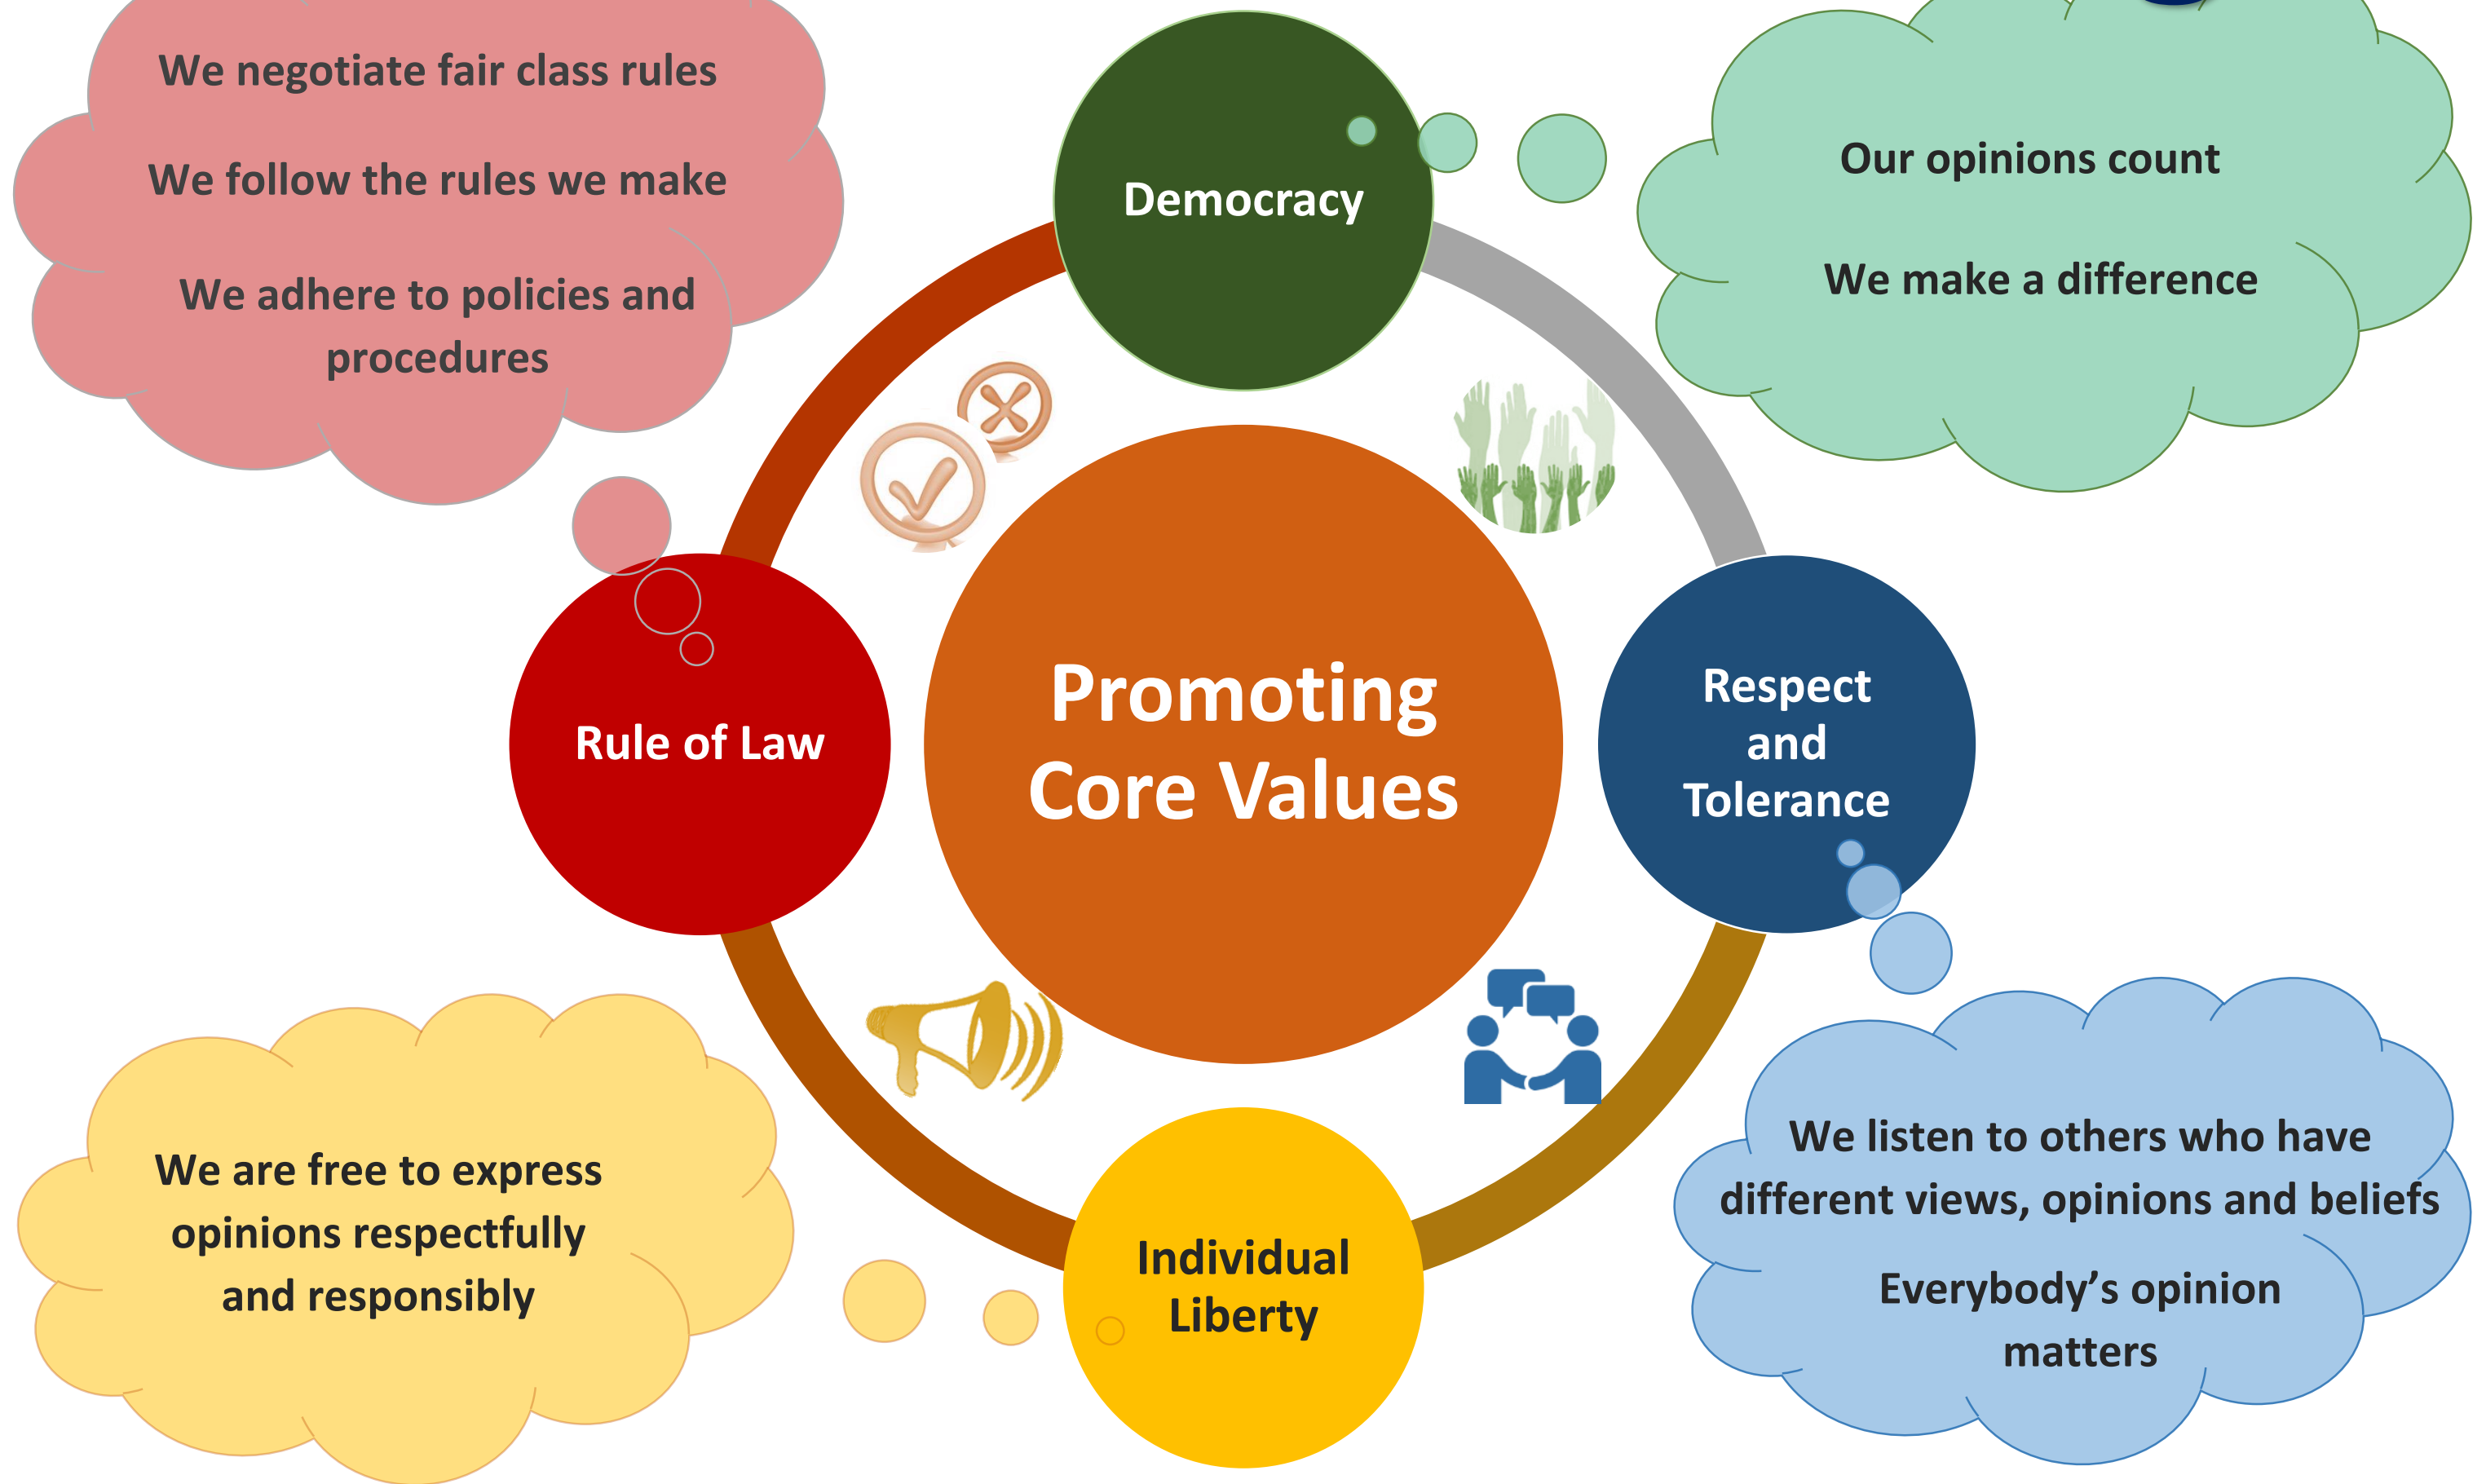 We negotiate fair class rules
We follow the rules we make
We adhere to policies and
procedures
Democracy
Our opinions count
We make a difference
Rule of Law
Promoting
Core Values
Respect
and
Tolerance
We are free to express
opinions respectfully
and responsibly
Individual
Liberty
We listen to others who have
different views, opinions and beliefs
Everybody’s opinion
matters